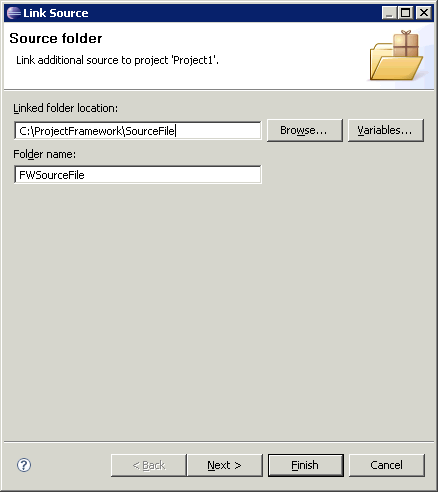 Link Source
Source folder
Link additional source to project 'Project1'.
Linked folder location:
C:\ProjectFramework\SourceFile
Browse...
Variables...
Folder name:
FWSourceFile
?
< Back
Next >
Finish
Cancel